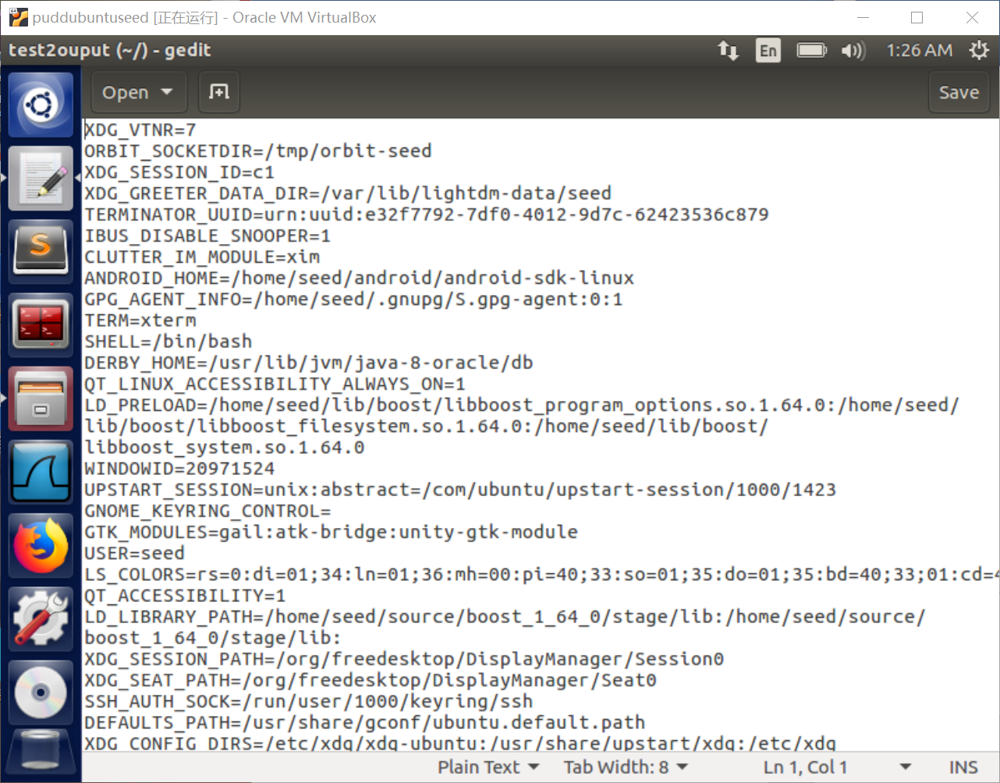 puddubuntuseed [正在运行] - Oracle VM VirtualBox
test2ouput (~/) - gedit
En
1:26 AM
Open
Save
XDG_VTNR=7
ORBIT_SOCKETDIR=/tmp/orbit-seed
XDG_SESSION_ID=c1
XDG_GREETER_DATA_DIR=/var/lib/lightdm-data/seed
TERMINATOR_UUID=urn:uuid:e32f7792-7df0-4012-9d7c-62423536c879
IBUS_DISABLE_SNOOPER=1
CLUTTER_IM_MODULE=xim
ANDROID_HOME=/home/seed/android/android-sdk-linux
GPG_AGENT_INFO=/home/seed/.gnupg/S.gpg-agent:0:1
TERM=xterm
SHELL=/bin/bash
DERBY_HOME=/usr/lib/jvm/java-8-oracle/db
QT_LINUX_ACCESSIBILITY_ALWAYS_ON=1
LD_PRELOAD=/home/seed/lib/boost/libboost_program_options.so.1.64.0:/home/seed/
lib/boost/libboost_filesystem.so.1.64.0:/home/seed/lib/boost/
libboost_system.so.1.64.0
WINDOWID=20971524
UPSTART_SESSION=unix:abstract=/com/ubuntu/upstart-session/1000/1423
GNOME_KEYRING_CONTROL=
GTK_MODULES=gail:atk-bridge:unity-gtk-module
USER=seed
LS_COLORS=rs=0:di=01;34:ln=01;36:mh=00:pi=40;33:so=01;35:do=01;35:bd=40;33;01:cd=4
QT_ACCESSIBILITY=1
LD_LIBRARY_PATH=/home/seed/source/boost_1_64_0/stage/lib:/home/seed/source/
boost_1_64_0/stage/lib:
XDG_SESSION_PATH=/org/freedesktop/DisplayManager/Session0
XDG_SEAT_PATH=/org/freedesktop/DisplayManager/Seat0
SSH_AUTH_SOCK=/run/user/1000/keyring/ssh
DEFAULTS_PATH=/usr/share/gconf/ubuntu.default.path
XDG_CONFIG_DIRS=/etc/xdg/xdg-ubuntu:/usr/share/upstart/xdg:/etc/xdg
Plain Text
Tab Width: 8
Ln 1, Col 1
INS